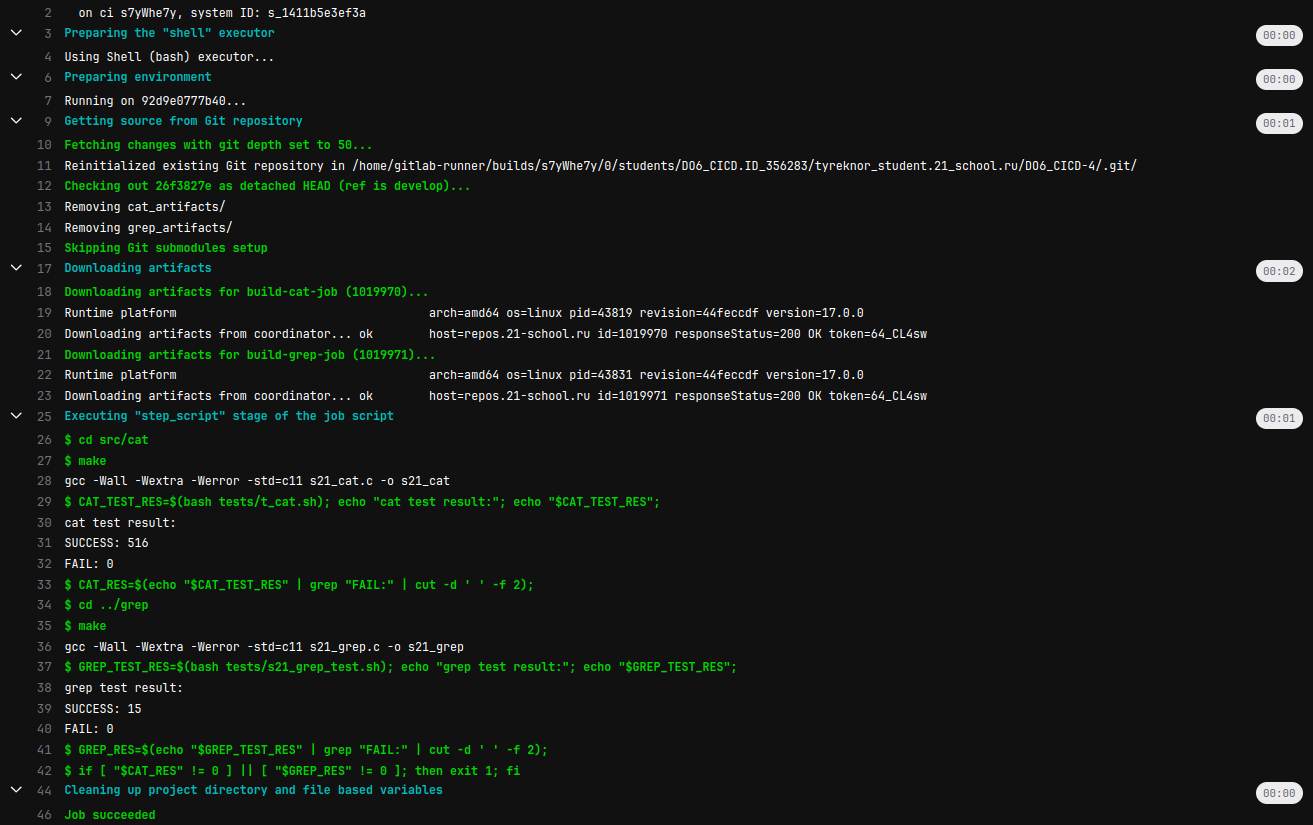 2 on ci s7yWhe7y, system ID: s_1411b5e3ef3a
3 Preparing the "shell" executor 00:00
4 Using Shell (bash) executor...
6 Preparing environment 00:00
7 Running on 92d9e0777b40...
9 Getting source from Git repository 00:01
10 Fetching changes with git depth set to 50...
11 Reinitialized existing Git repository in /home/gitlab-runner/builds/s7yWhe7y/0/students/DO6_CICD.ID_356283/tyreknor_student.21_school.ru/DO6_CICD-4/.git/
12 Checking out 26f3827e as detached HEAD (ref is develop)...
13 Removing cat_artifacts/
14 Removing grep_artifacts/
15 Skipping Git submodules setup
17 Downloading artifacts 00:02
18 Downloading artifacts for build-cat-job (1019970)...
19 Runtime platform arch=amd64 os=linux pid=43819 revision=44feccdf version=17.0.0
20 Downloading artifacts from coordinator... ok host=repos.21-school.ru id=1019970 responseStatus=200 OK token=64_CL4sw
21 Downloading artifacts for build-grep-job (1019971)...
22 Runtime platform arch=amd64 os=linux pid=43831 revision=44feccdf version=17.0.0
23 Downloading artifacts from coordinator... ok host=repos.21-school.ru id=1019971 responseStatus=200 OK token=64_CL4sw
25 Executing "step_script" stage of the job script 00:01
26 $ cd src/cat
27 $ make
28 gcc -Wall -Wextra -Werror -std=c11 s21_cat.c -o s21_cat
29 $ CAT_TEST_RES=$(bash tests/t_cat.sh); echo "cat test result:"; echo "$CAT_TEST_RES";
30 cat test result:
31 SUCCESS: 516
32 FAIL: 0
33 $ CAT_RES=$(echo "$CAT_TEST_RES" | grep "FAIL:" | cut -d ' ' -f 2);
34 $ cd ../grep
35 $ make
36 gcc -Wall -Wextra -Werror -std=c11 s21_grep.c -o s21_grep
37 $ GREP_TEST_RES=$(bash tests/s21_grep_test.sh); echo "grep test result:"; echo "$GREP_TEST_RES";
38 grep test result:
39 SUCCESS: 15
40 FAIL: 0
41 $ GREP_RES=$(echo "$GREP_TEST_RES" | grep "FAIL:" | cut -d ' ' -f 2);
42 $ if [ "$CAT_RES" != 0 ] || [ "$GREP_RES" != 0 ]; then exit 1; fi
44 Cleaning up project directory and file based variables 00:00
46 Job succeeded